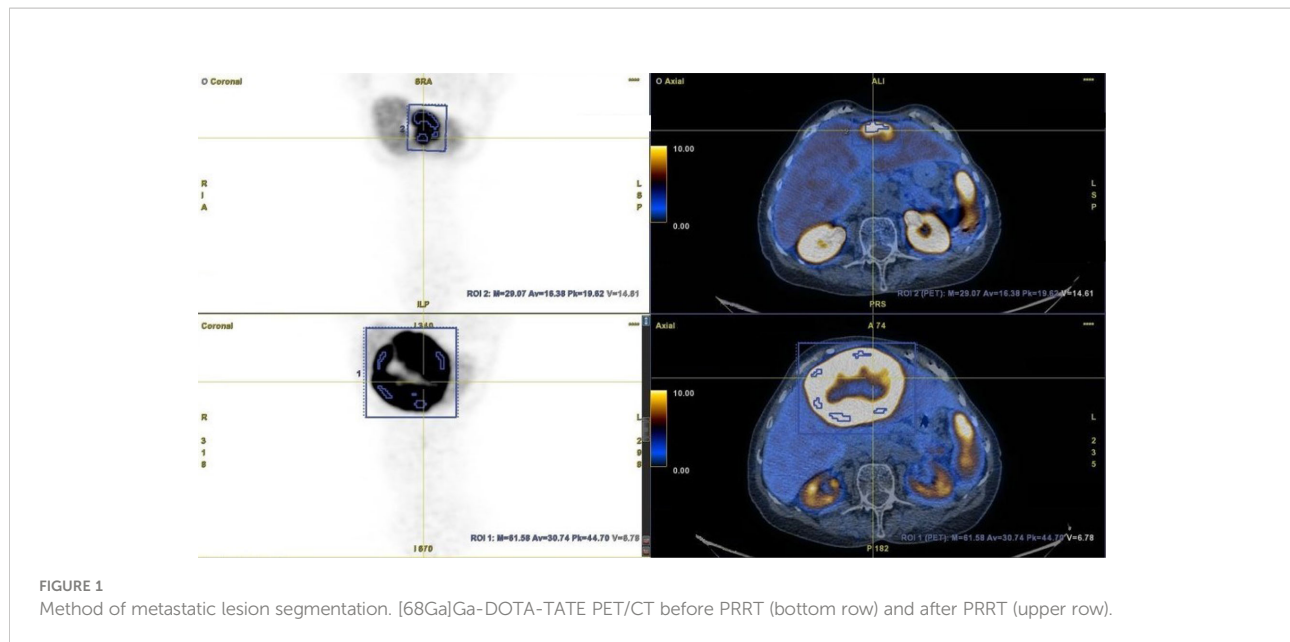 O Coronal
SRA
****
2
R
I
A
L
S
P
ROI 2: M=29.07 Av=16.38 Pk=19.62 V=14.61
ILP
O Axial
ALI
****
10.00
0.00
L
S
P
ROI 2 (PET): M=29.07 Av=16.38 Pk=19.62 V=14.61
PRS
Coronal
I 340
****
1
R
3
1
8
L
2
9
8
ROI 1: M=61.58 Av=30.74 Pk=44.70 V=6.78
I 670
Axial
A 74
****
10.00
0.00
L
2
3
5
ROI 1 (PET): M=61.58 Av=30.74 Pk=44.70 V=6.78
P 182
FIGURE 1
Method of metastatic lesion segmentation. [68Ga]Ga-DOTA-TATE PET/CT before PRRT (bottom row) and after PRRT (upper row).